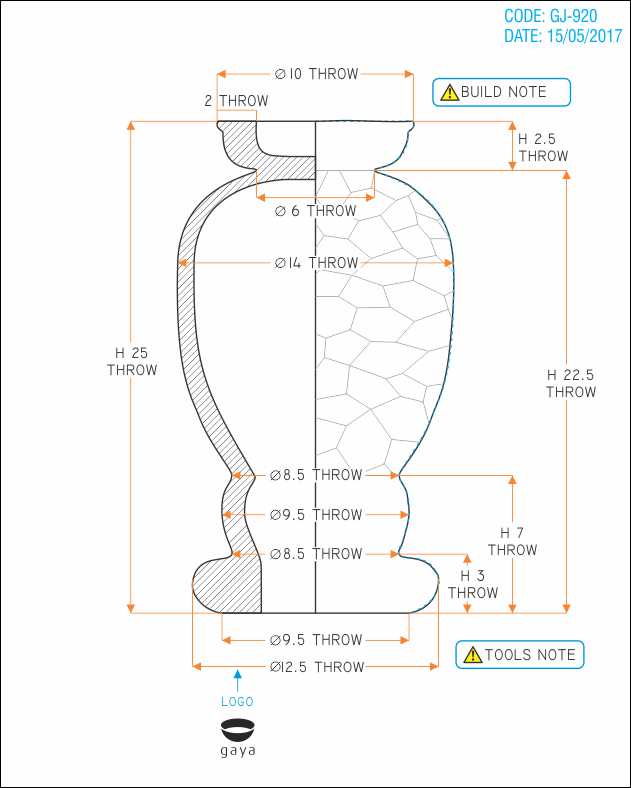 CODE: GJ-920
DATE: 15/05/2017
∅10 THROW
BUILD NOTE
2 THROW
H 2.5
THROW
∅ 6 THROW
∅14 THROW
H 25
THROW
H 22.5
THROW
∅8.5 THROW
∅9.5 THROW
H 7
THROW
∅8.5 THROW
H 3
THROW
∅9.5 THROW
TOOLS NOTE
∅12.5 THROW
LOGO
gaya